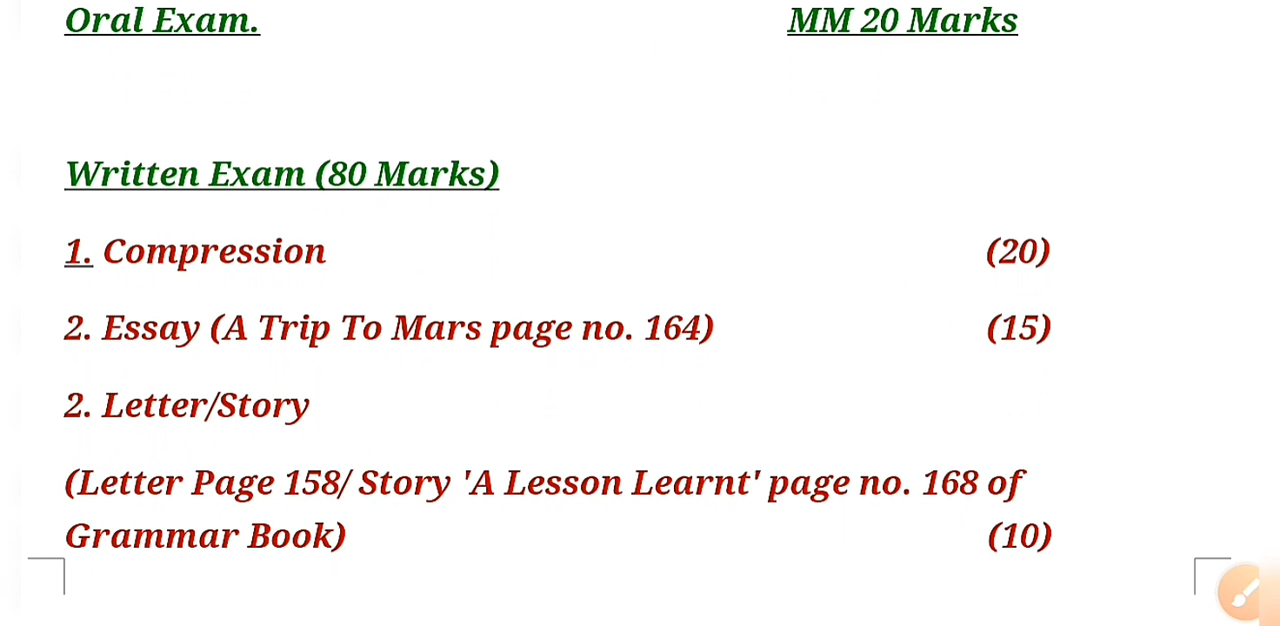 Oral Exam. MM 20 Marks
Written Exam (80 Marks)
1. Compression (20)
2. Essay (A Trip To Mars page no. 164) (15)
2. Letter/Story
(Letter Page 158/ Story 'A Lesson Learnt' page no. 168 of
Grammar Book) (10)